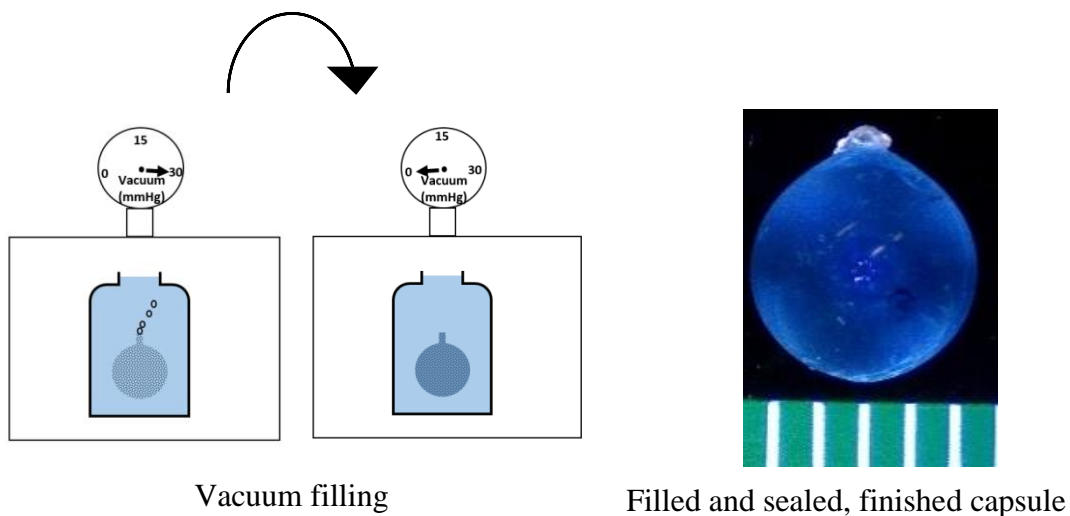 15
0
30
Vacuum
(mmHg)
15
0
30
Vacuum
(mmHg)
Vacuum filling
Filled and sealed, finished capsule